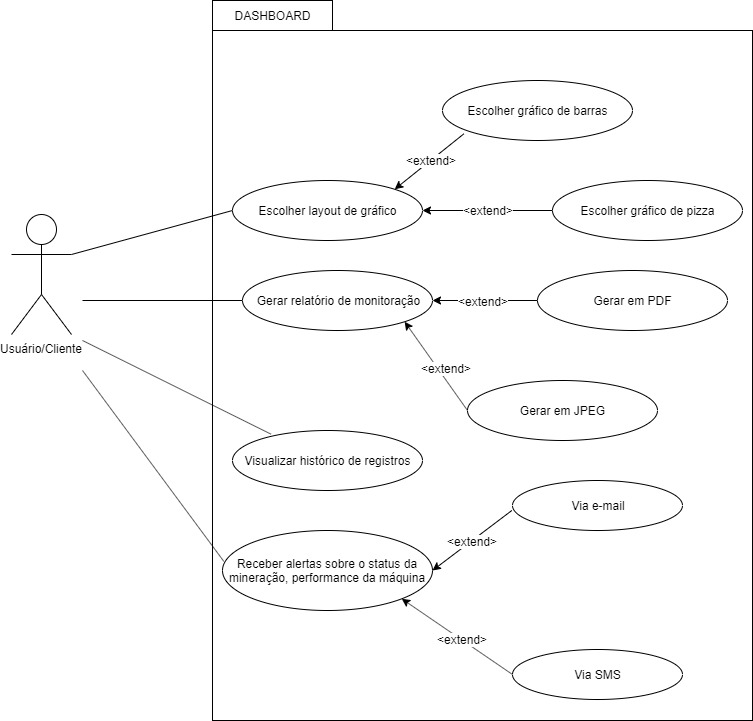 DASHBOARD
Escolher gráfico de barras
<extend>
Escolher layout de gráfico
<extend>
Escolher gráfico de pizza
Gerar relatório de monitoração
<extend>
Gerar em PDF
Usuário/Cliente
<extend>
Gerar em JPEG
Visualizar histórico de registros
Via e-mail
<extend>
Receber alertas sobre o status da
mineração, performance da máquina
<extend>
Via SMS